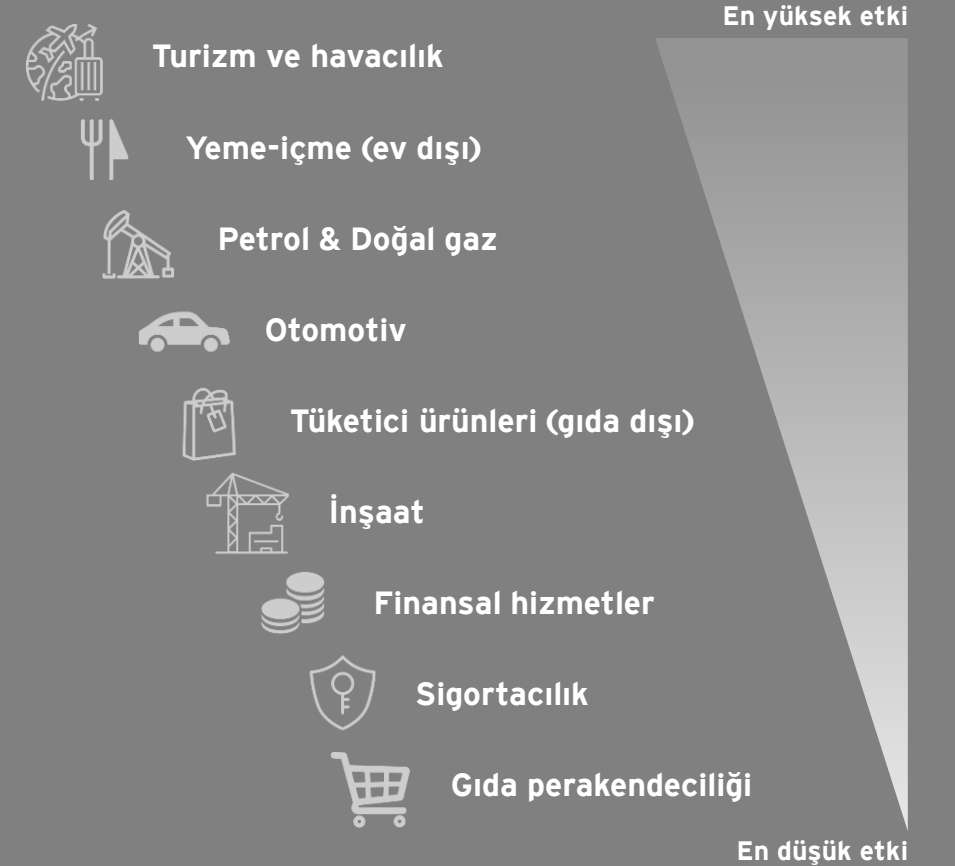 En yüksek etki
Turizm ve havacılık
Yeme-içme (ev dışı)
Petrol & Doğal gaz
Otomotiv
Tüketici ürünleri (gıda dışı)
İnşaat
Finansal hizmetler
Sigortacılık
Gıda perakendeciliği
En düşük etki